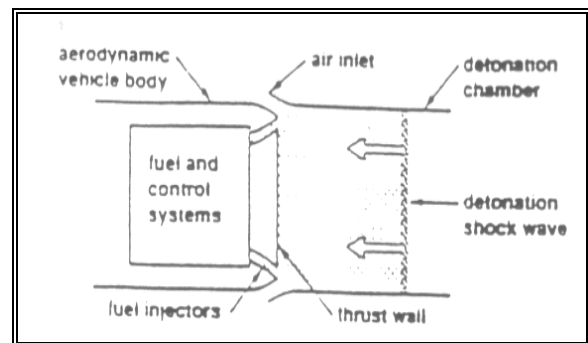 aerodynamic
vehicle body
air inlet
detonation
chamber
fuel and
control
systems
detonation
shock wave
fuel injectors
thrust wall